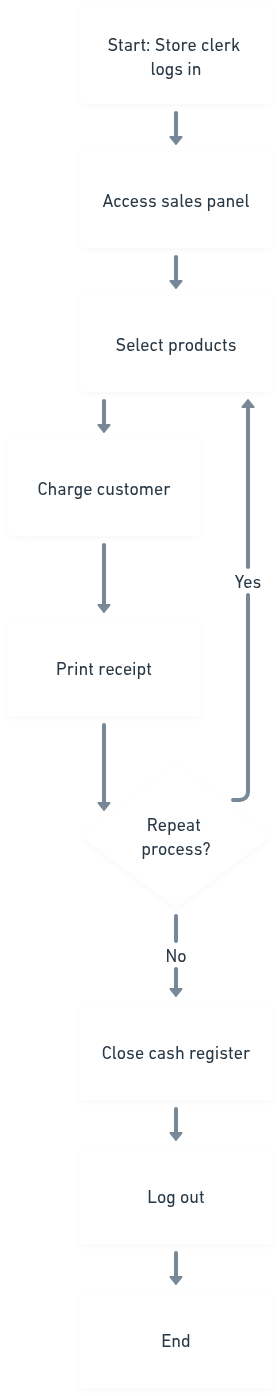 Start: Store clerk
logs in
Access sales panel
Select products
Charge customer
Yes
Print receipt
Repeat
process?
No
Close cash register
Log out
End